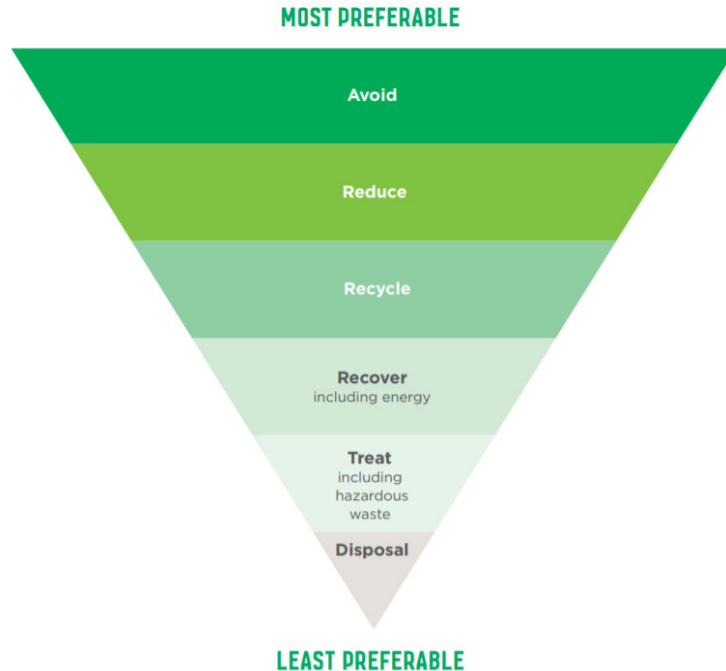 MOST PREFERABLE
Avoid
Reduce
Recycle
Recover
including energy
Treat
including
hazardous
waste
Disposal
LEAST PREFERABLE